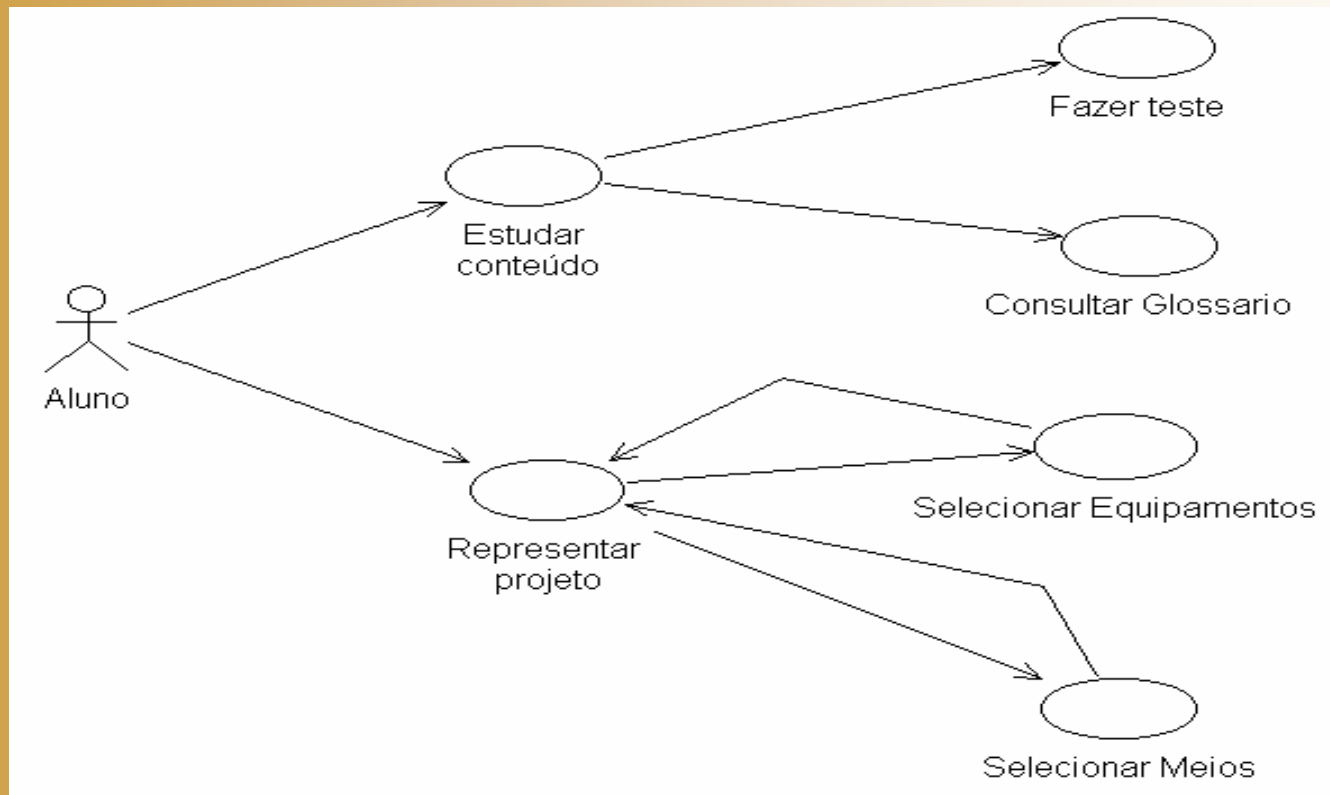 Fazer teste
Estudar
conteúdo
Consultar Glossario
Aluno
Selecionar Equipamentos
Representar
projeto
Selecionar Meios